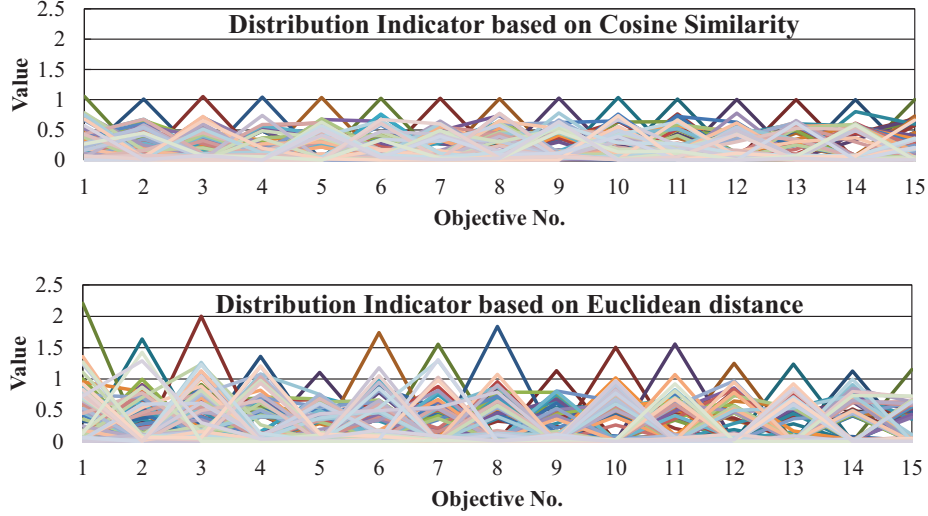 Distribution Indicator based on Cosine Similarity
2.5
2
1.5
1
0.5
0
Value
1 2 3 4 5 6 7 8 9 10 11 12 13 14 15
Objective No.
Distribution Indicator based on Euclidean distance
2.5
2
1.5
1
0.5
0
Value
1 2 3 4 5 6 7 8 9 10 11 12 13 14 15
Objective No.